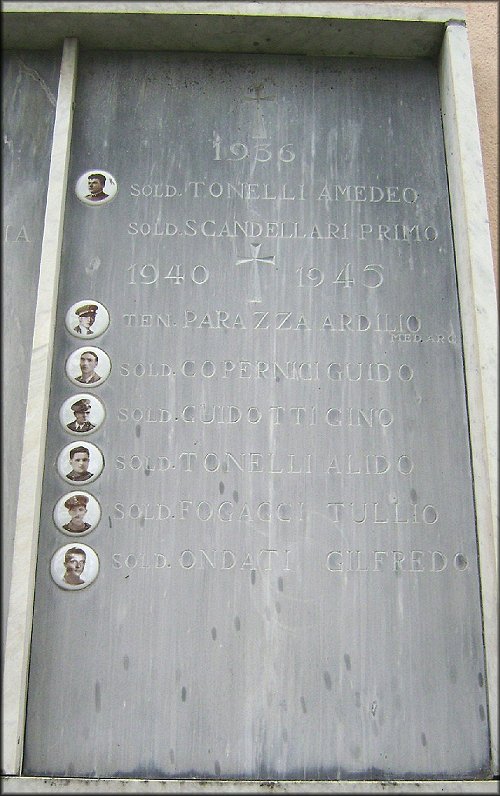 1936
SOLD. TONELLI AMEDEO
SOLD. SCANDELLARI PRIMO
1940 1945
TEN. PARAZZA ARDILIO
MED. ARG.
SOLD. COPERNICI GUIDO
SOLD. GUIDOTTI GINO
SOLD. TONELLI ALIDO
SOLD. FOGACCI TULLIO
SOLD. ONDATI GILFREDO
IA